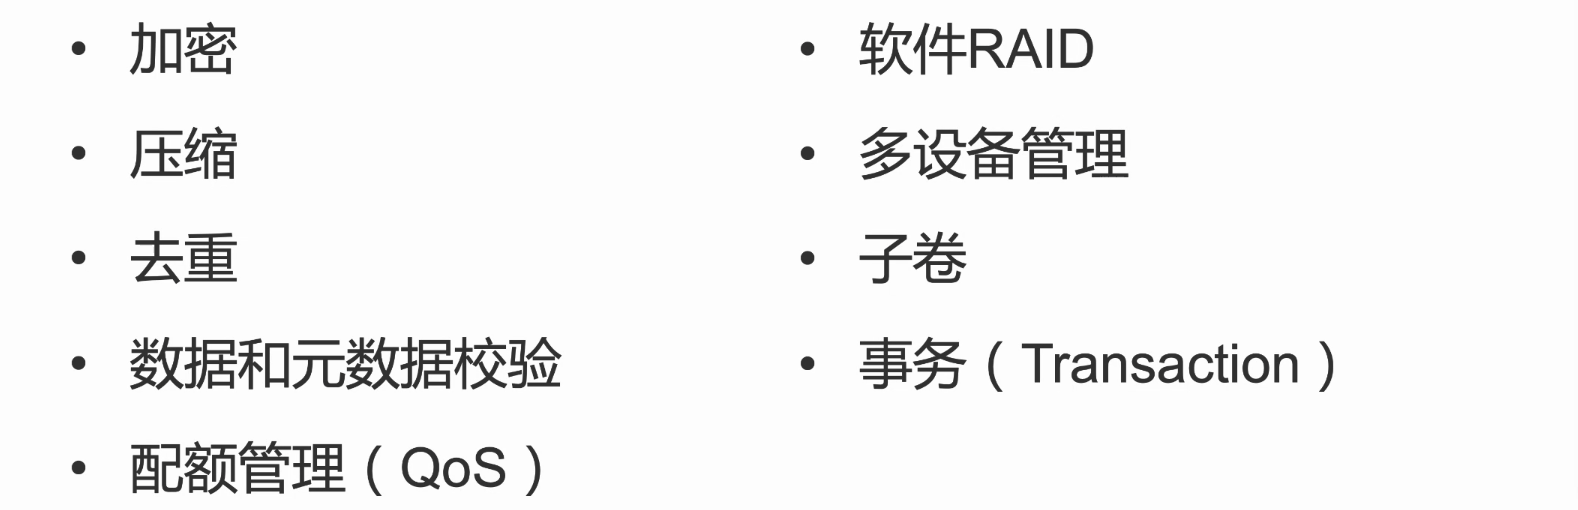 • 加密
• 压缩
• 去重
• 数据和元数据校验
• 配额管理（QoS）
• 软件RAID
• 多设备管理
• 子卷
• 事务（Transaction）